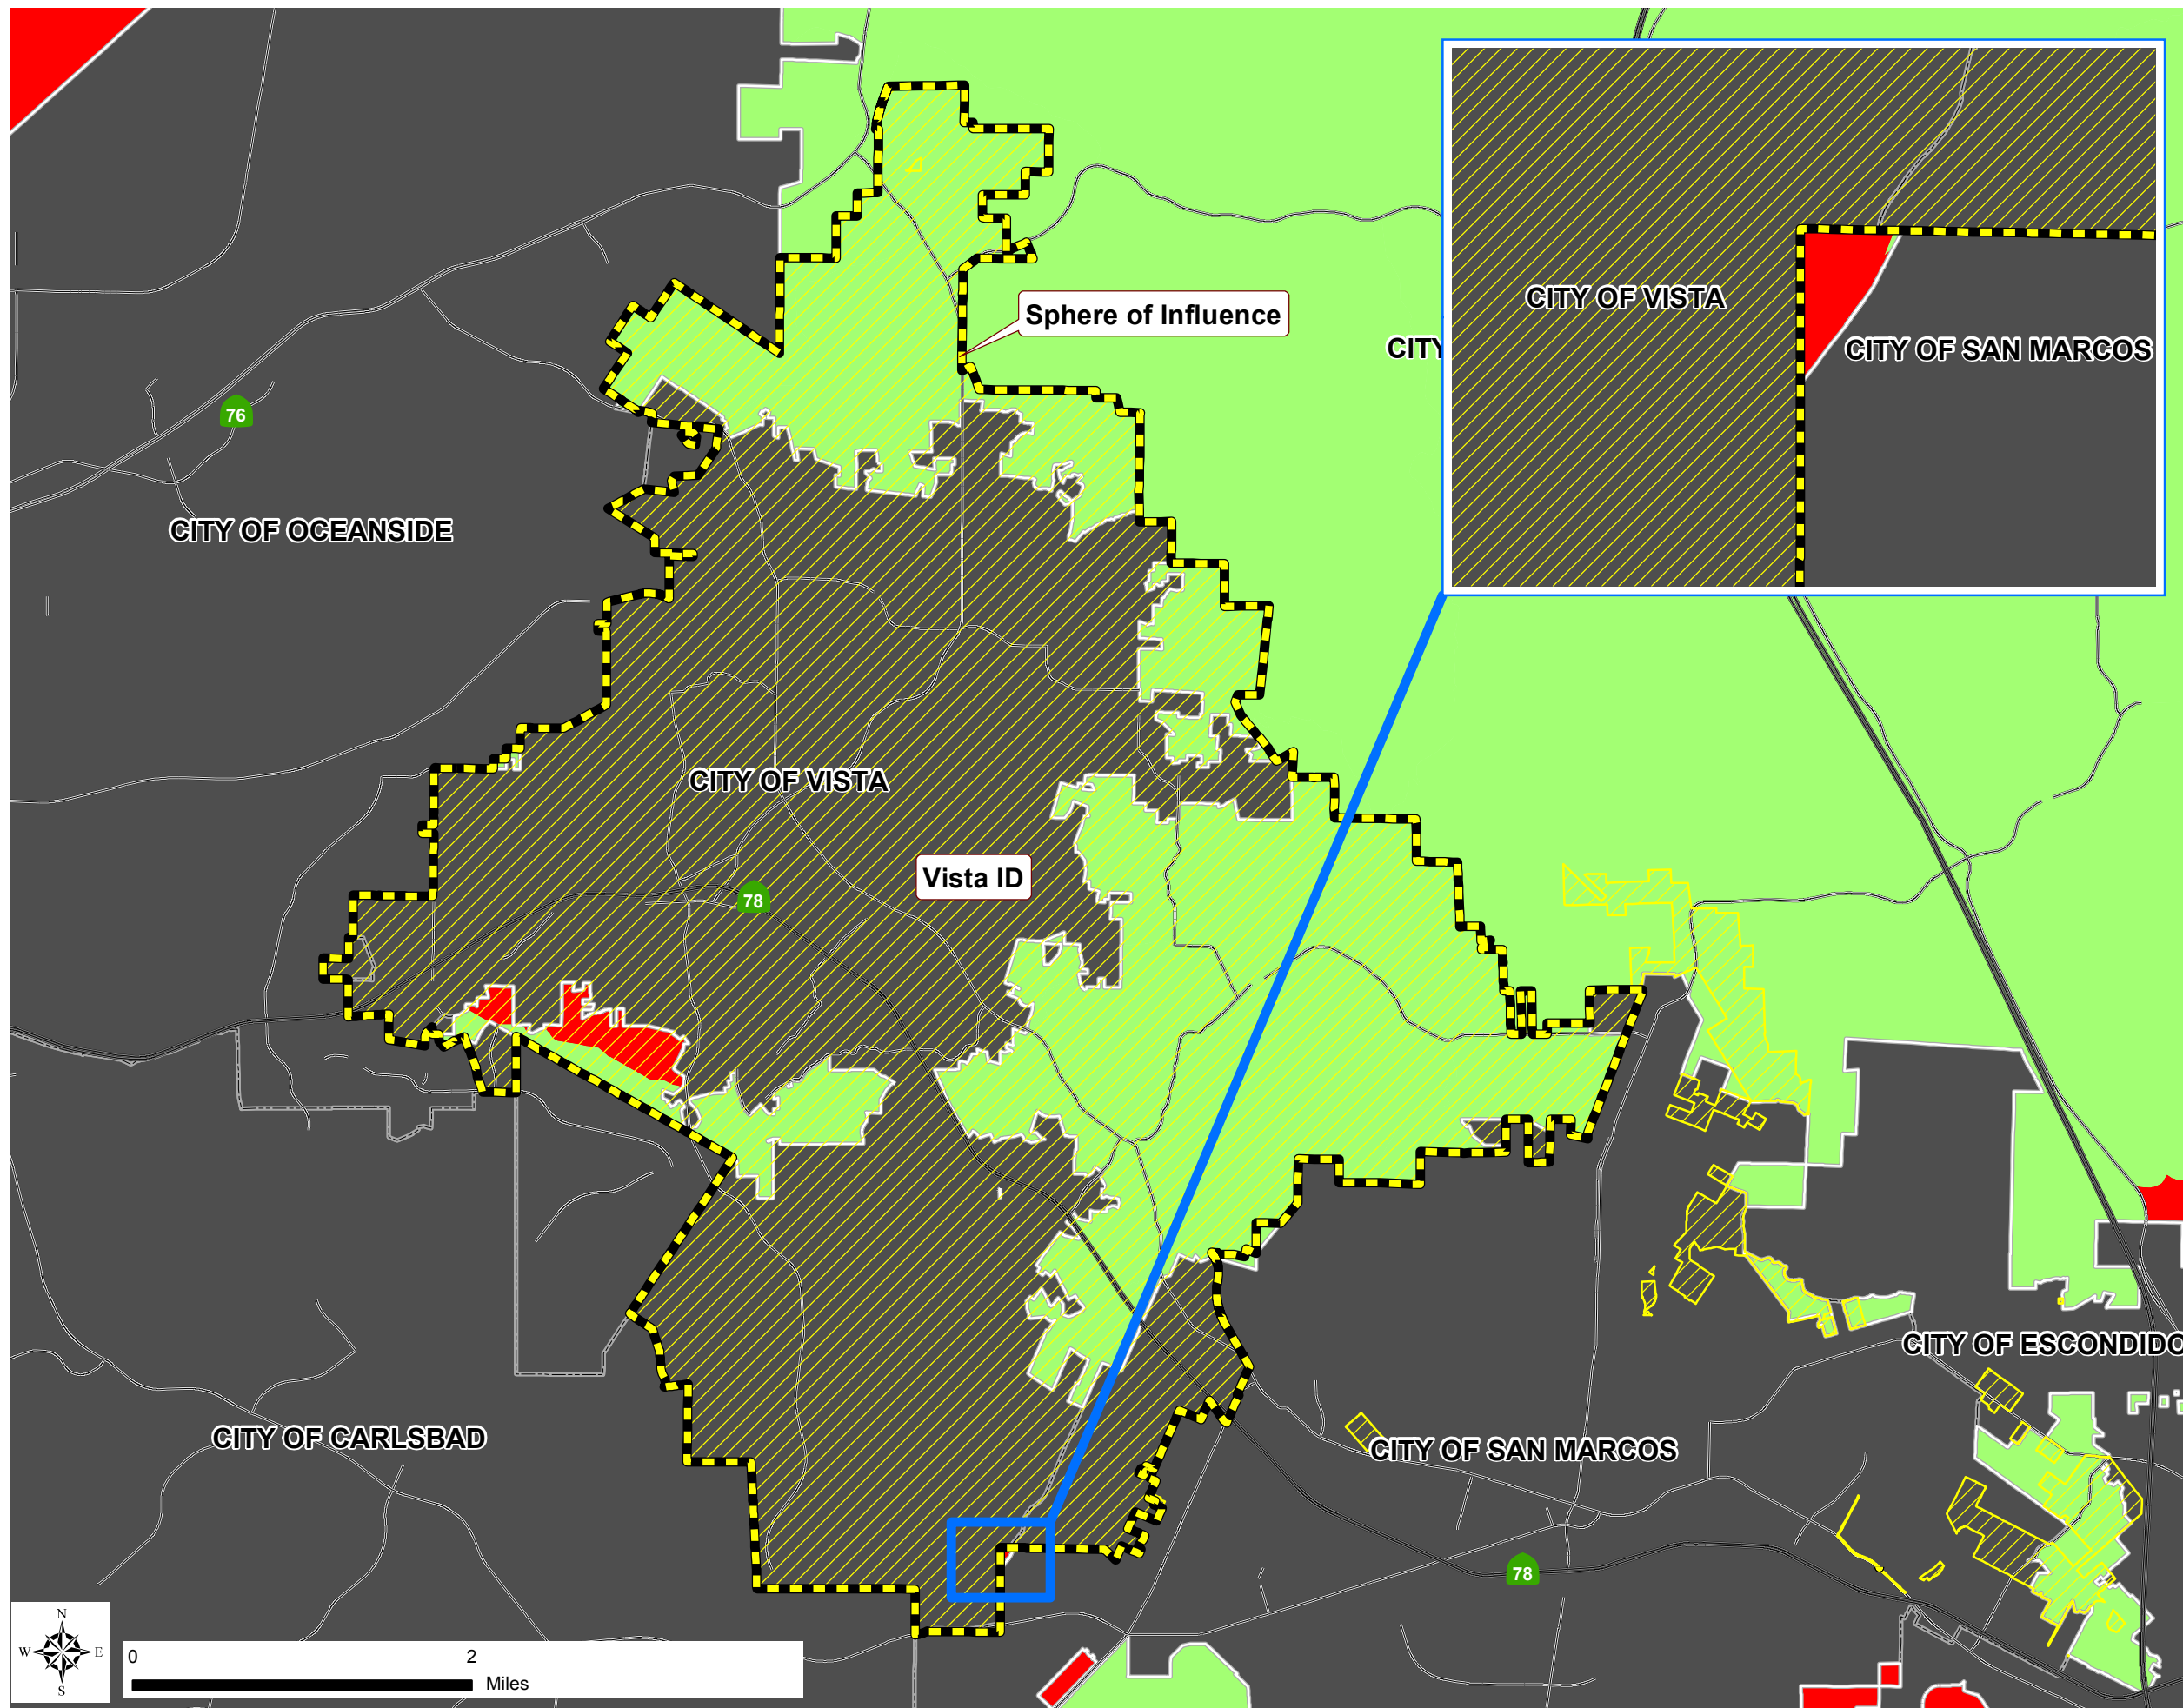 CITY OF VISTA
CITY OF SAN MARCOS
Sphere of Influence
CITY
76
CITY OF OCEANSIDE
CITY OF VISTA
Vista ID
78
CITY OF ESCONDIDO
CITY OF CARLSBAD
CITY OF SAN MARCOS
78
N
W E
S
0 2
Miles